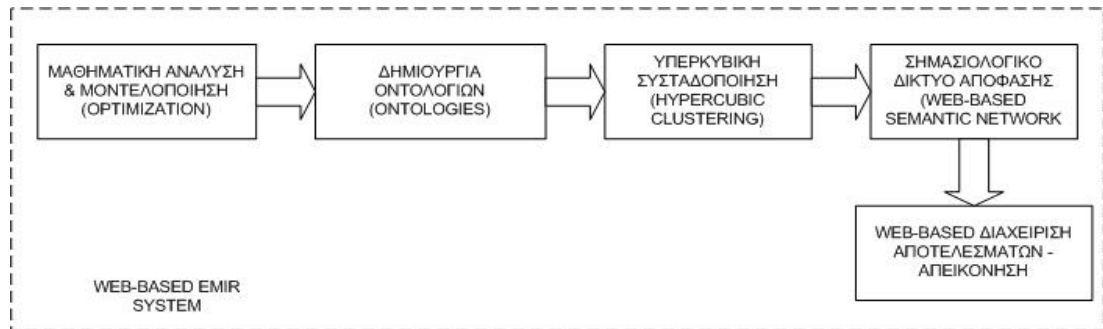 ΜΑΘΗΜΑΤΙΚΗ ΑΝΑΛΥΣΗ
& ΜΟΝΤΕΛΟΠΟΙΗΣΗ
(OPTIMIZATION)
ΔΗΜΙΟΥΡΓΙΑ
ΟΝΤΟΛΟΓΙΩΝ
(ONTOLOGIES)
ΥΠΕΡΚΥΒΙΚΗ
ΣΥΣΤΑΔΟΠΟΙΗΣΗ
(HYPERCUBIC
CLUSTERING)
ΣΗΜΑΣΙΟΛΟΓΙΚΟ
ΔΙΚΤΥΟ ΑΠΟΦΑΣΗΣ
(WEB-BASED
SEMANTIC NETWORK
WEB-BASED ΔΙΑΧΕΙΡΙΣΗ
ΑΠΟΤΕΛΕΣΜΑΤΩΝ -
ΑΠΕΙΚΟΝΗΣΗ
WEB-BASED EMIR
SYSTEM